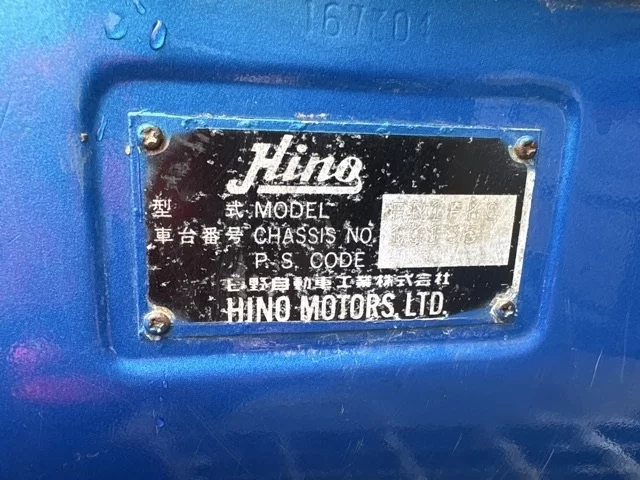 Hino
型 式 MODEL
車台番号 CHASSIS NO.
P. S. CODE
日野自動車工業株式会社
HINO MOTORS, LTD.